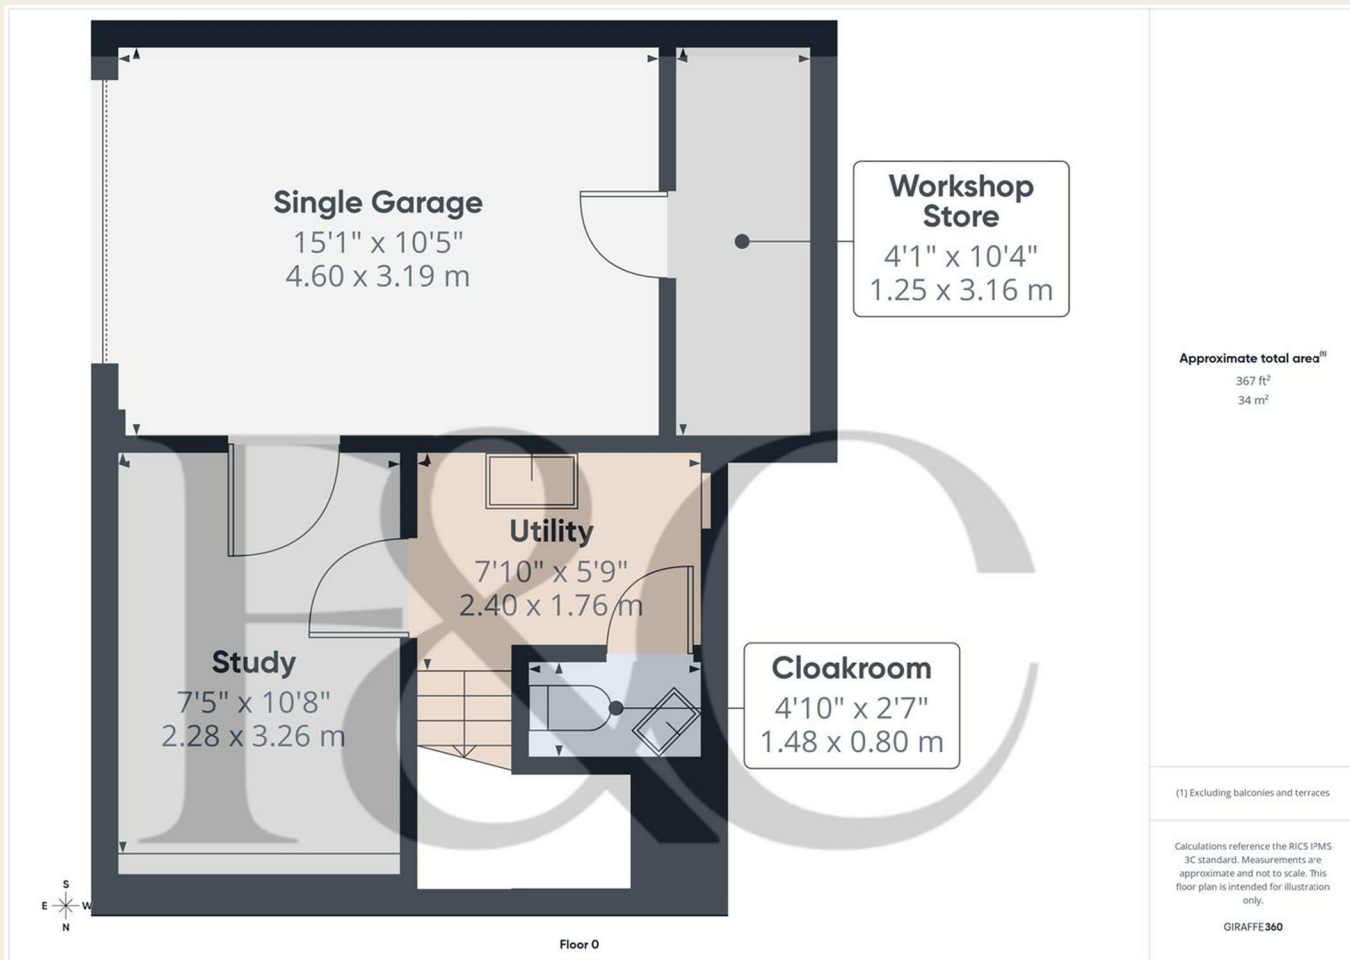 Single Garage
15'1" x 10'5"
4.60 x 3.19 m
Workshop
Store
4'1" x 10'4"
1.25 x 3.16 m
Utility
7'10" x 5'9"
2.40 x 1.76 m
Study
7'5" x 10'8"
2.28 x 3.26 m
Cloakroom
4'10" x 2'7"
1.48 x 0.80 m
F&C
S
E W
N
Floor 0
Approximate total area(1)
367 ft²
34 m²
(1) Excluding balconies and terraces
Calculations reference the RICS IPMS
3C standard. Measurements are
approximate and not to scale. This
floor plan is intended for illustration
only.
GIRAFFE360